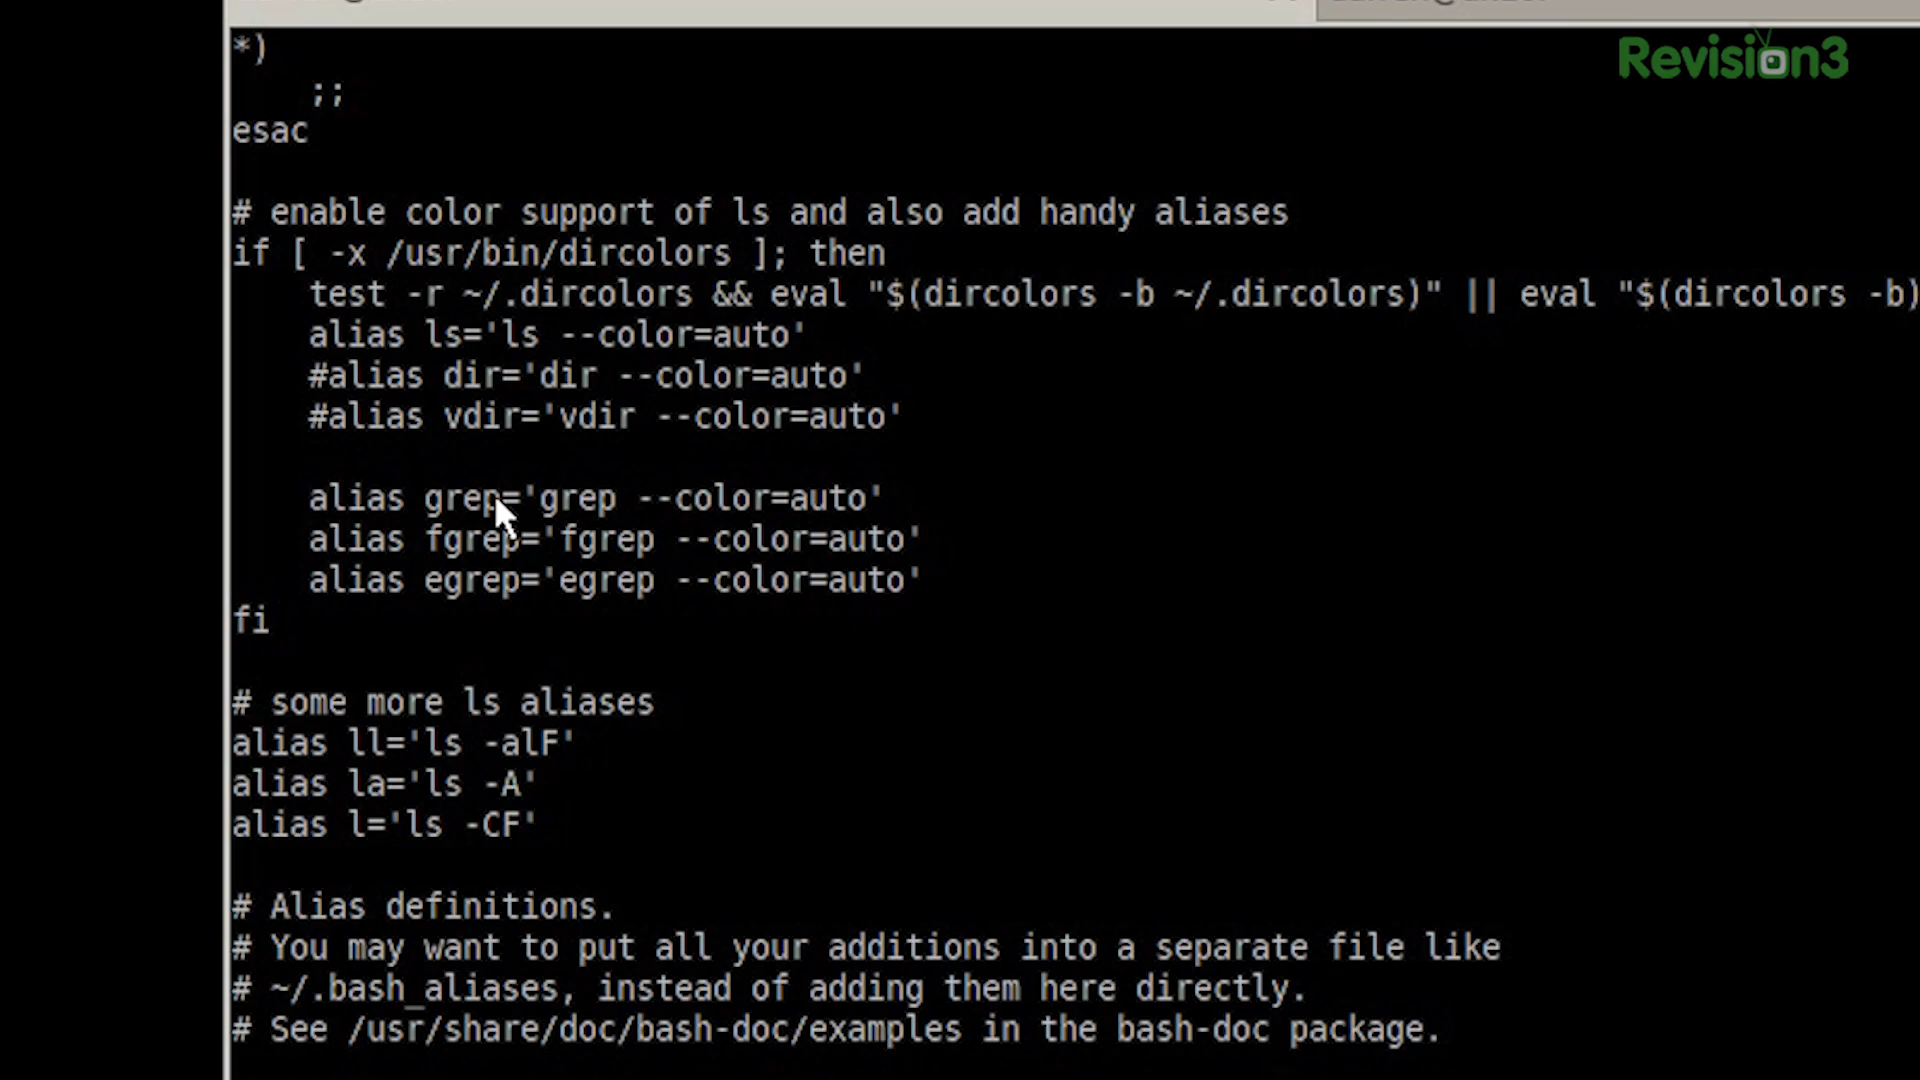 Revision3
*)
    ;;
esac

# enable color support of ls and also add handy aliases
if [ -x /usr/bin/dircolors ]; then
    test -r ~/.dircolors && eval "$(dircolors -b ~/.dircolors)" || eval "$(dircolors -b)
    alias ls='ls --color=auto'
    #alias dir='dir --color=auto'
    #alias vdir='vdir --color=auto'

    alias grep='grep --color=auto'
    alias fgrep='fgrep --color=auto'
    alias egrep='egrep --color=auto'
fi

# some more ls aliases
alias ll='ls -alF'
alias la='ls -A'
alias l='ls -CF'

# Alias definitions.
# You may want to put all your additions into a separate file like
# ~/.bash_aliases, instead of adding them here directly.
# See /usr/share/doc/bash-doc/examples in the bash-doc package.